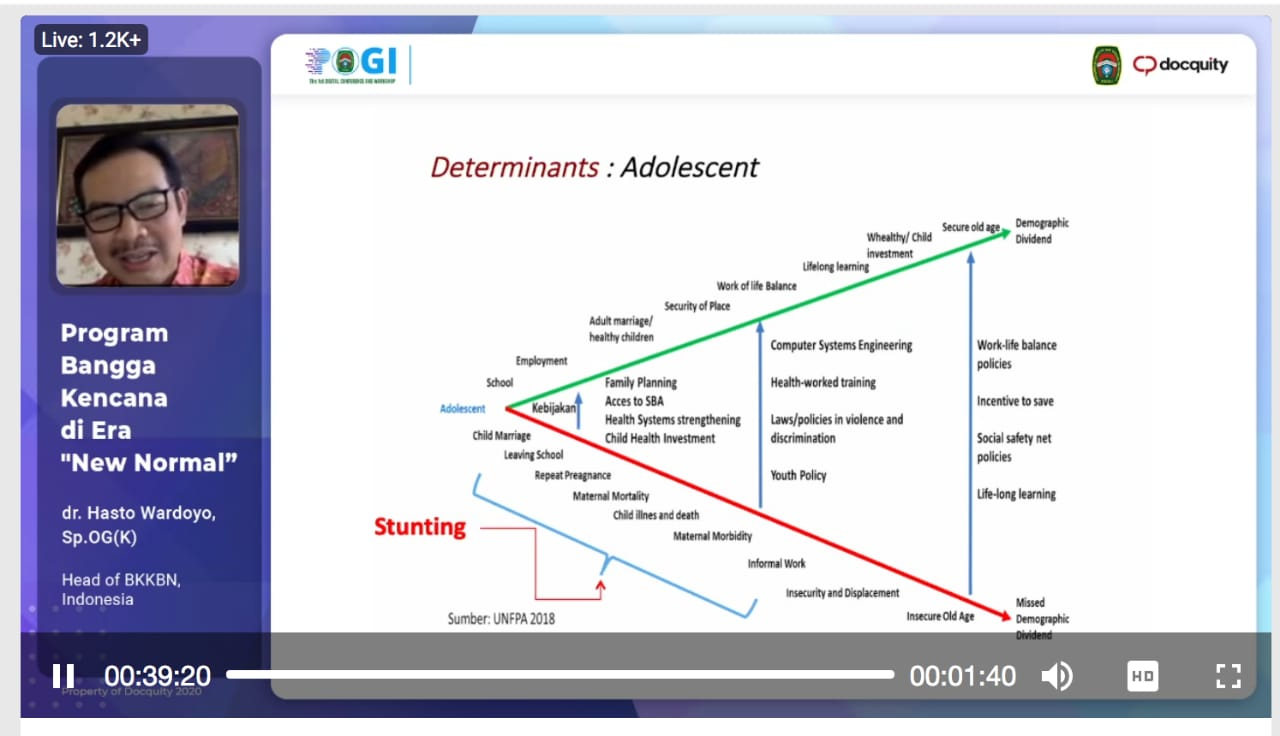 Live: 1.2K+
POGI
The 1st DIGITAL CONFERENCE AND WORKSHOP
docquity
Program
Bangga
Kencana
di Era
"New Normal”
dr. Hasto Wardoyo,
Sp.OG(K)
Head of BKKBN,
Indonesia
Property of Docquity 2020
Determinants : Adolescent
Demographic
Dividend
Secure old age
Whealthy/ Child
investment
Lifelong learning
Work of life Balance
Security of Place
Adult marriage/
healthy children
Employment
School
Adolescent
Kebijakan
Family Planning
Acces to SBA
Health Systems strengthening
Child Health Investment
Computer Systems Engineering
Health-worked training
Laws/policies in violence and
discrimination
Youth Policy
Work-life balance
policies
Incentive to save
Social safety net
policies
Life-long learning
Child Marriage
Leaving School
Repeat Preagnance
Maternal Mortality
Child illnes and death
Maternal Morbidity
Informal Work
Insecurity and Displacement
Insecure Old Age
Missed
Demographic
Dividend
Stunting
Sumber: UNFPA 2018
00:39:20
00:01:40
HD